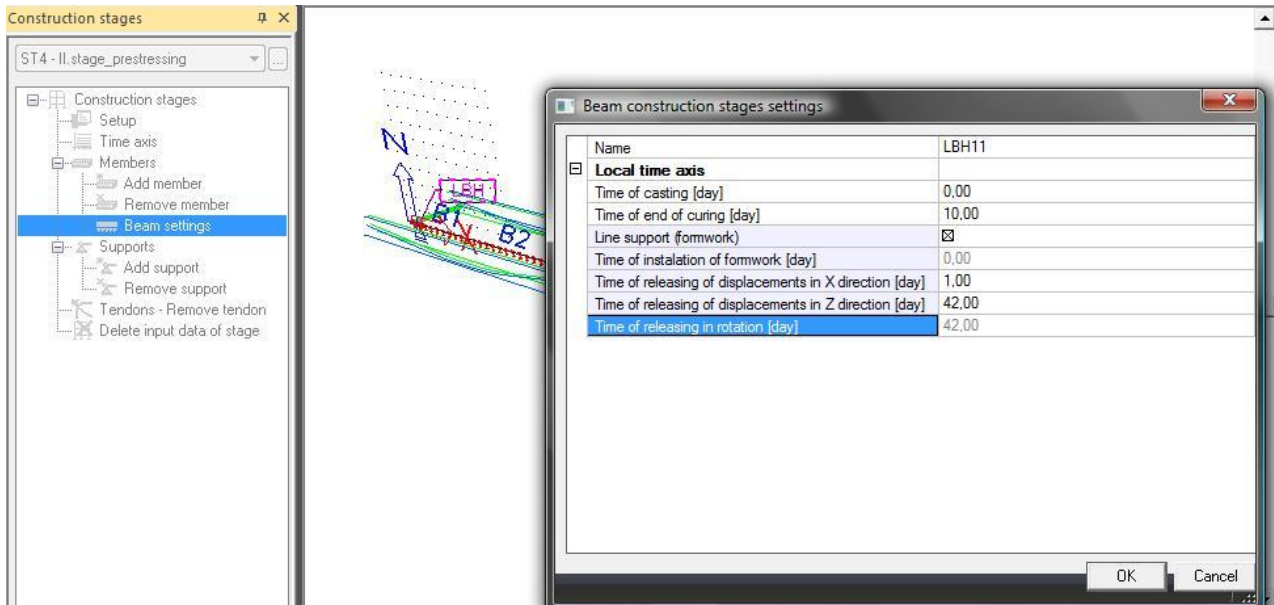 Construction stages
ST4 - II.stage_prestressing
...
Construction stages
Setup
Time axis
Members
Add member
Remove member
Beam settings
Supports
Add support
Remove support
Tendons - Remove tendon
Delete input data of stage
N
LBH
B1
X
B2
Beam construction stages settings
Name LBH11
Local time axis
Time of casting [day] 0,00
Time of end of curing [day] 10,00
Line support (formwork)
Time of instalation of formwork [day] 0,00
Time of releasing of displacements in X direction [day] 1,00
Time of releasing of displacements in Z direction [day] 42,00
Time of releasing in rotation [day] 42,00
OK Cancel